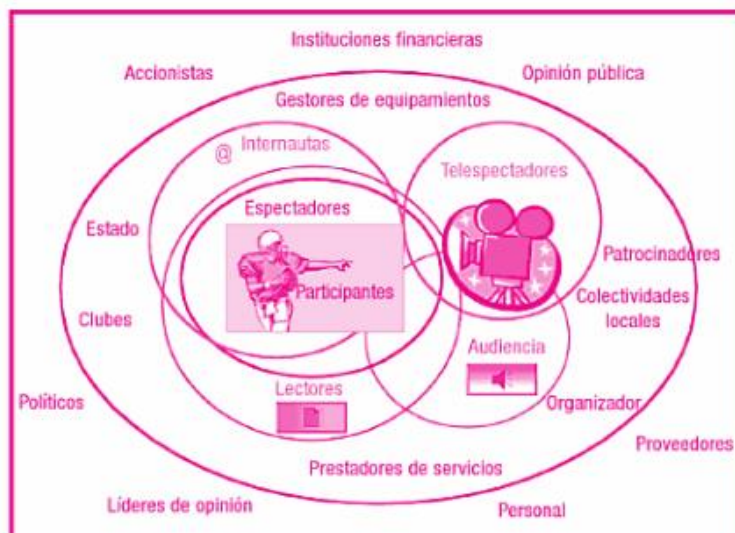 Instituciones financieras
Accionistas
Opinión pública
Gestores de equipamientos
@ Internautas
Telespectadores
Espectadores
Estado
Patrocinadores
Participantes
Colectividades
locales
Clubes
Audiencia
Lectores
Políticos
Organizador
Proveedores
Prestadores de servicios
Líderes de opinión
Personal